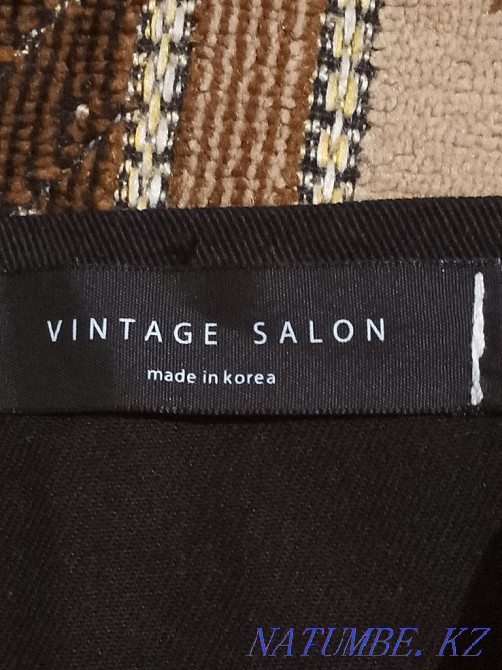 VINTAGE SALON
made in korea
NATUMBE. KZ